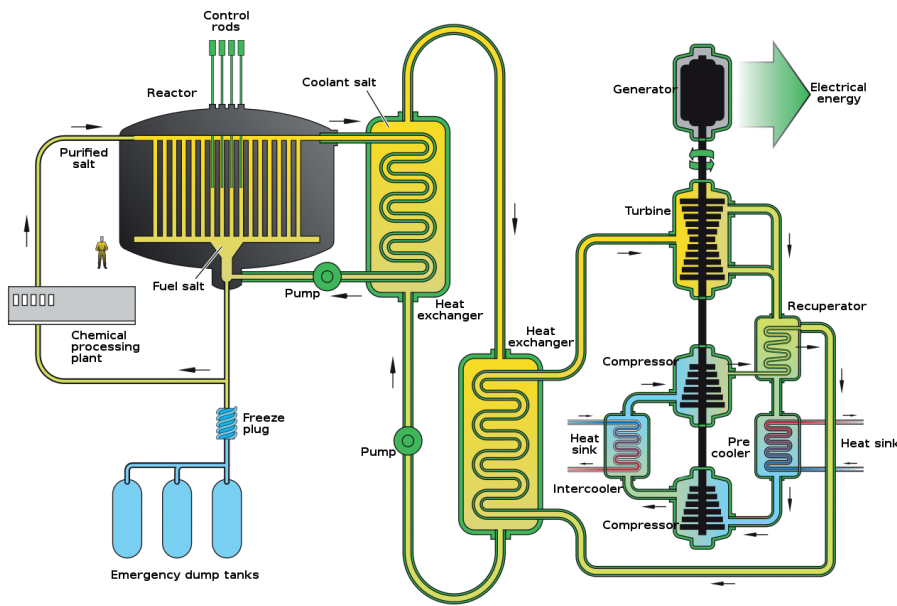 Control
rods
Reactor
Coolant salt
Generator
Electrical
energy
Purified
salt
Turbine
Fuel salt
Pump
Heat
exchanger
Recuperator
Chemical
processing
plant
Heat
exchanger
Compressor
Freeze
plug
Pump
Heat
sink
Pre
cooler
Heat sink
Intercooler
Compressor
Emergency dump tanks